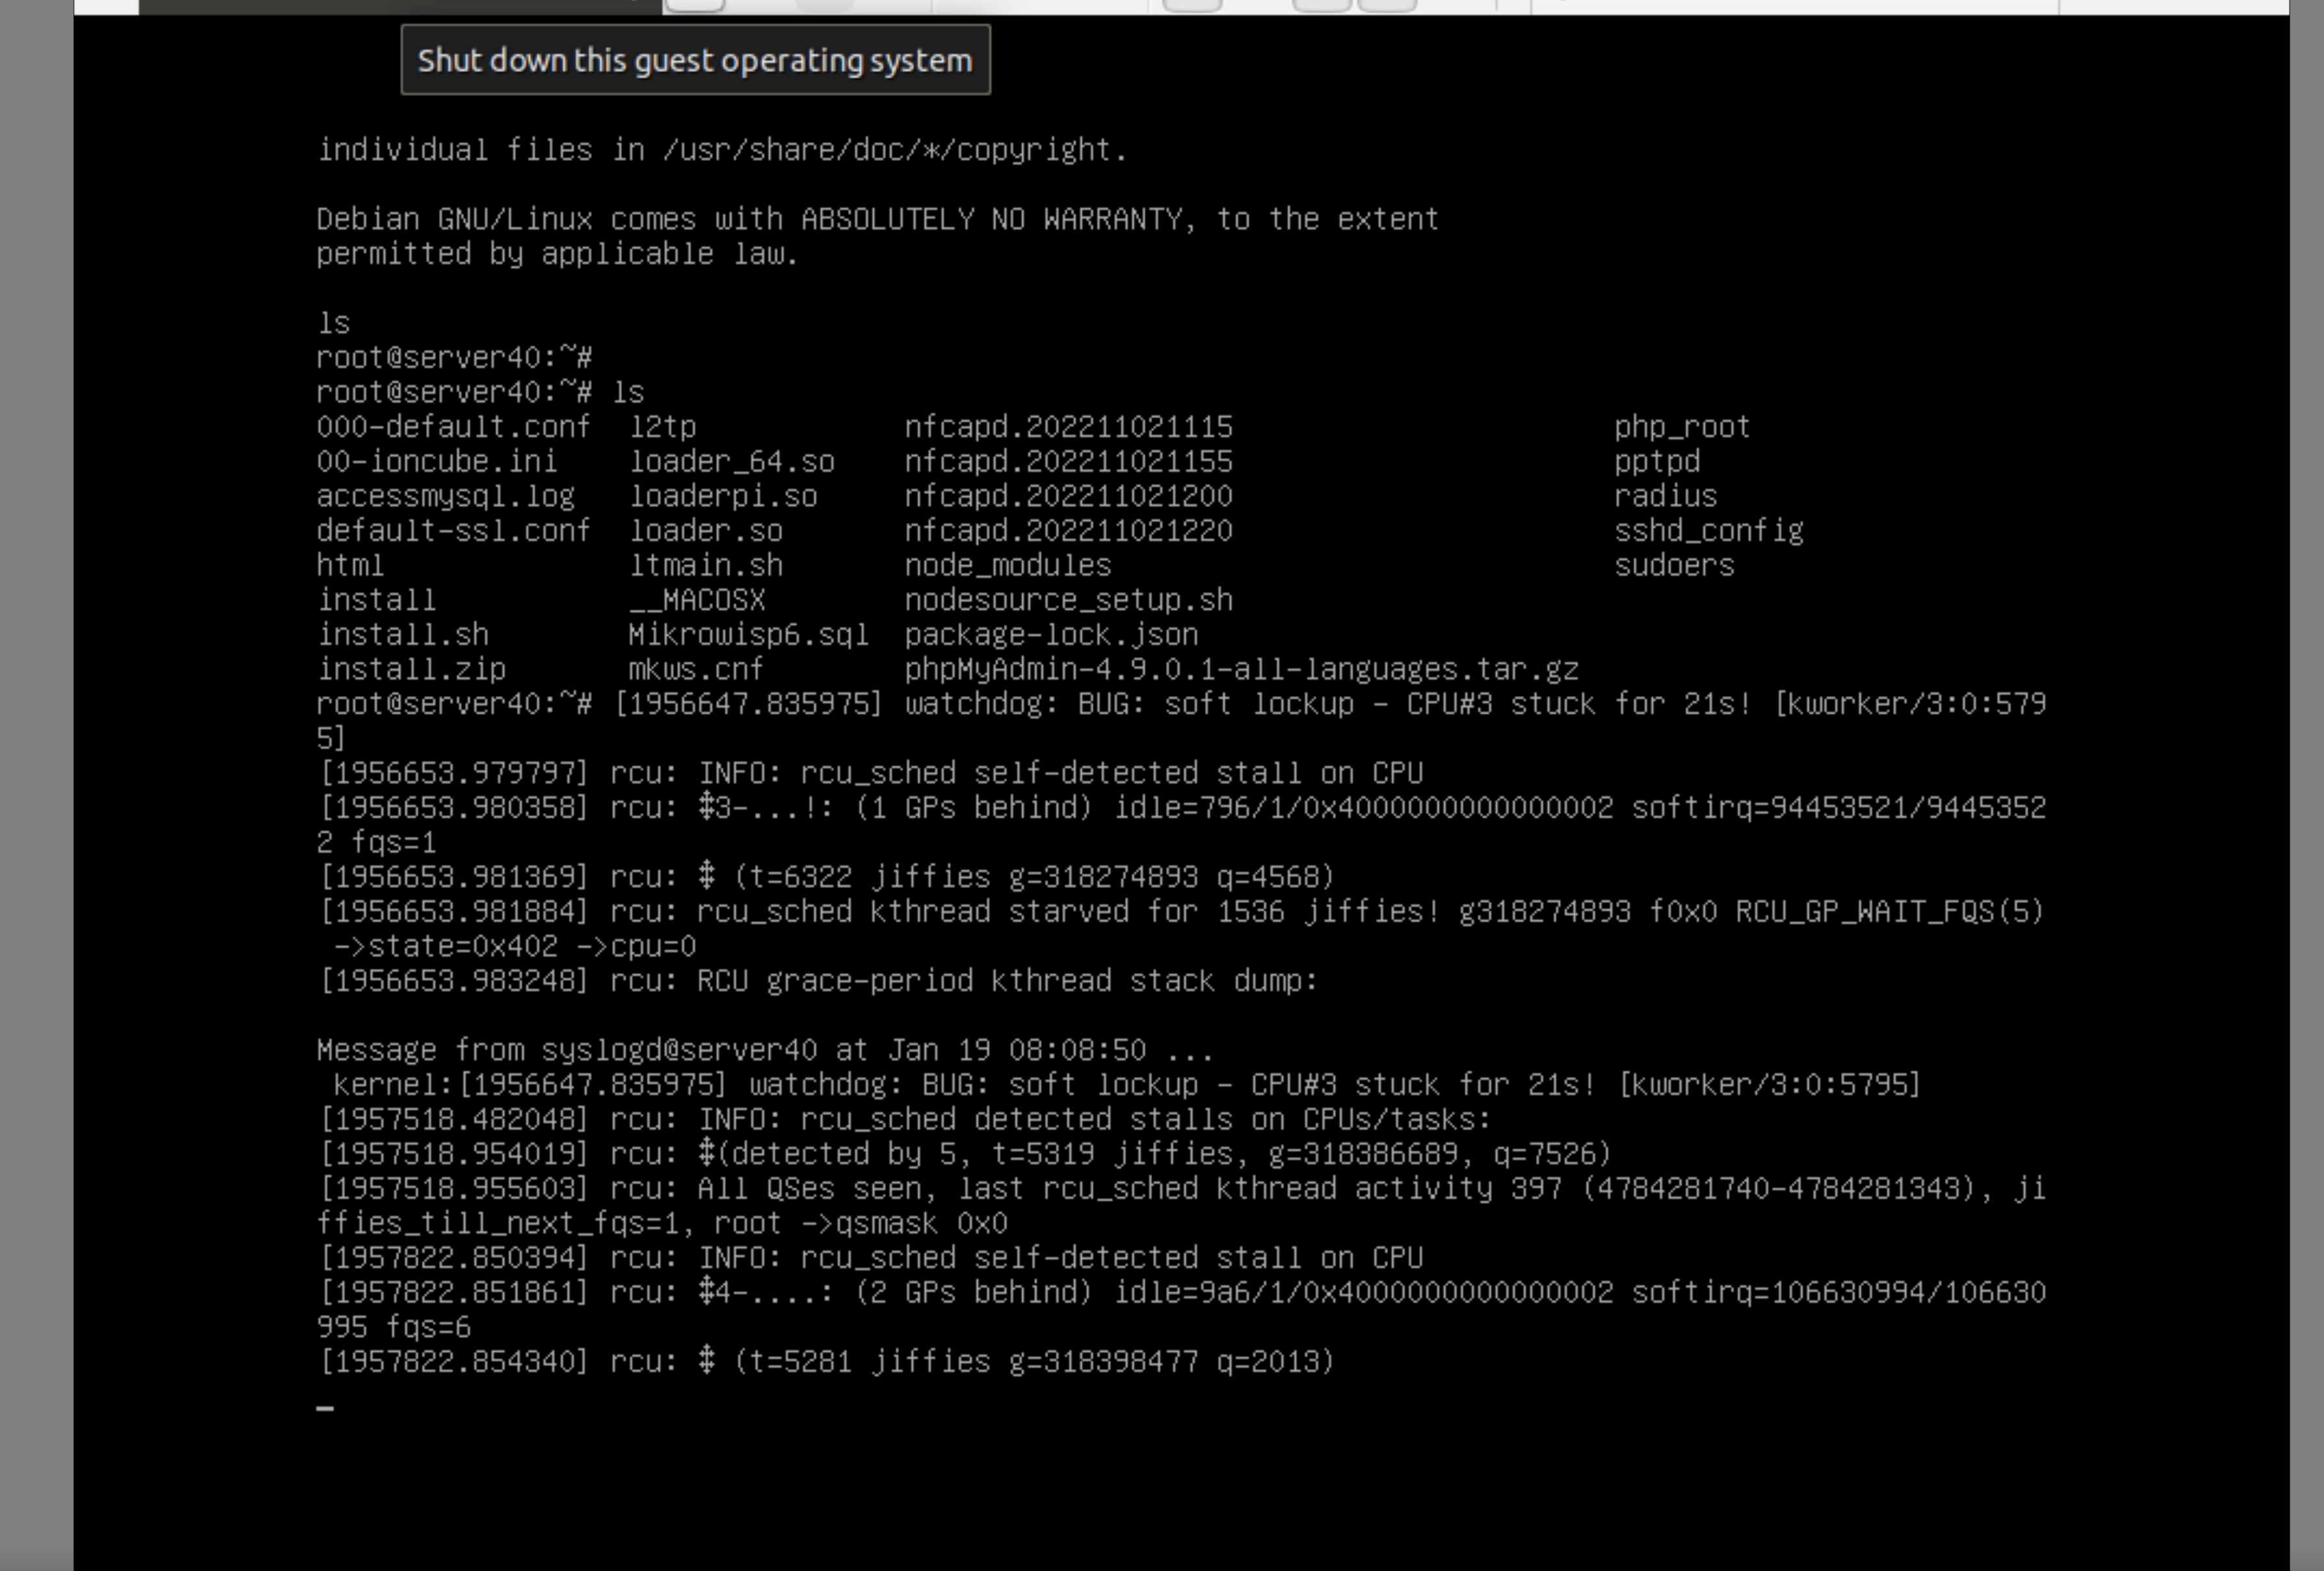 Shut down this guest operating system
individual files in /usr/share/doc/*/copyright.
Debian GNU/Linux comes with ABSOLUTELY NO WARRANTY, to the extent
permitted by applicable law.
ls
root@server40:~#
root@server40:~# ls
000-default.conf  l2tp          nfcapd.202211021115                       php_root
00-ioncube.ini    loader_64.so  nfcapd.202211021155                       pptpd
accessmysql.log   loaderpi.so   nfcapd.202211021200                       radius
default-ssl.conf  loader.so     nfcapd.202211021220                       sshd_config
html              ltmain.sh     node_modules                              sudoers
install           __MACOSX      nodesource_setup.sh
install.sh        Mikrowisp6.sql  package-lock.json
install.zip       mkws.cnf      phpMyAdmin-4.9.0.1-all-languages.tar.gz
root@server40:~# [1956647.835975] watchdog: BUG: soft lockup - CPU#3 stuck for 21s! [kworker/3:0:579
5]
[1956653.979797] rcu: INFO: rcu_sched self-detected stall on CPU
[1956653.980358] rcu: ‡3-...!: (1 GPs behind) idle=796/1/0x4000000000000002 softirq=94453521/9445352
2 fqs=1
[1956653.981369] rcu: ‡ (t=6322 jiffies g=318274893 q=4568)
[1956653.981884] rcu: rcu_sched kthread starved for 1536 jiffies! g318274893 f0x0 RCU_GP_WAIT_FQS(5)
->state=0x402 ->cpu=0
[1956653.983248] rcu: RCU grace-period kthread stack dump:
Message from syslogd@server40 at Jan 19 08:08:50 ...
kernel:[1956647.835975] watchdog: BUG: soft lockup - CPU#3 stuck for 21s! [kworker/3:0:5795]
[1957518.482048] rcu: INFO: rcu_sched detected stalls on CPUs/tasks:
[1957518.954019] rcu: ‡(detected by 5, t=5319 jiffies, g=318386689, q=7526)
[1957518.955603] rcu: All QSes seen, last rcu_sched kthread activity 397 (4784281740-4784281343), ji
ffies_till_next_fqs=1, root ->qsmask 0x0
[1957822.850394] rcu: INFO: rcu_sched self-detected stall on CPU
[1957822.851861] rcu: ‡4-....: (2 GPs behind) idle=9a6/1/0x4000000000000002 softirq=106630994/106630
995 fqs=6
[1957822.854340] rcu: ‡ (t=5281 jiffies g=318398477 q=2013)